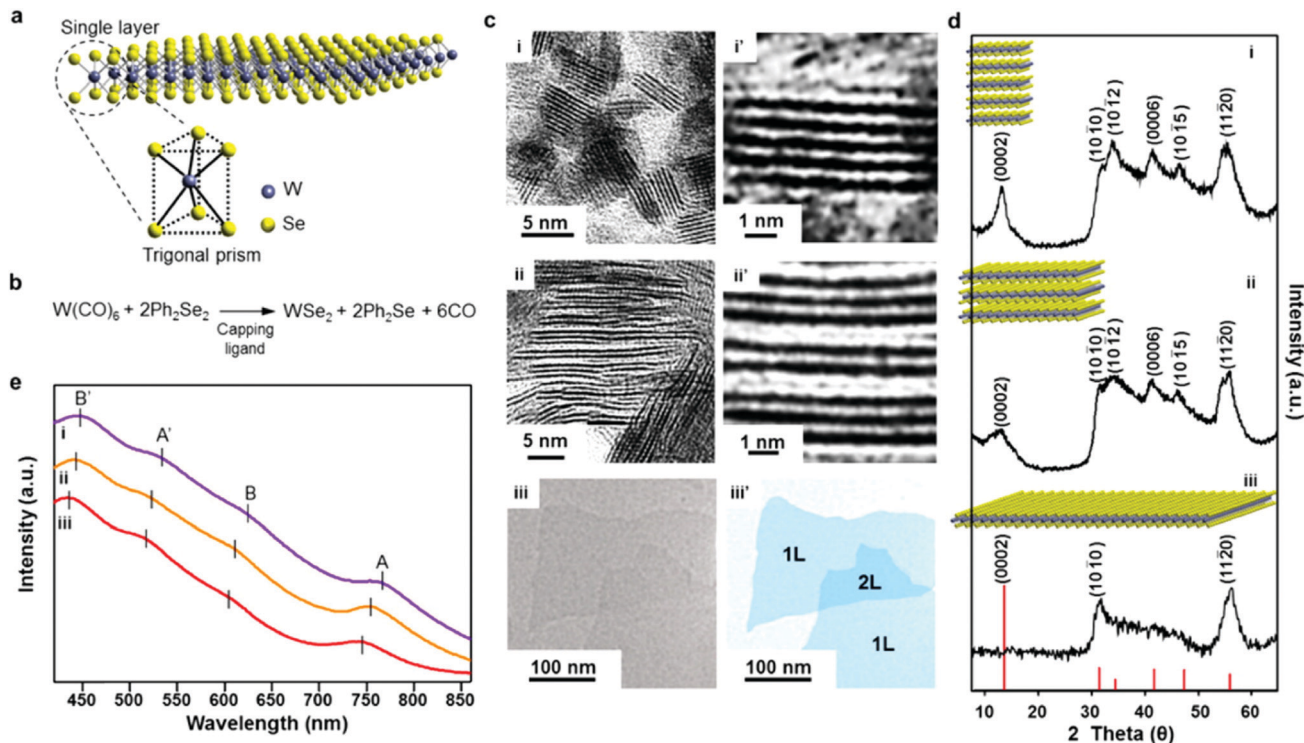 a
Single layer
W
Se
Trigonal prism
b
W(CO)₆ + 2Ph₂Se₂ → WSe₂ + 2Ph₂Se + 6CO
Capping
ligand
e
B'
A'
B
A
i
ii
iii
Intensity (a.u.)
450 500 550 600 650 700 750 800 850
Wavelength (nm)
c
i
5 nm
i'
1 nm
ii
5 nm
ii'
1 nm
iii
100 nm
iii'
1L
2L
1L
100 nm
d
i
(0002)
(101̅0)
(101̅2)
(0006)
(101̅5)
(112̅0)
ii
(0002)
(101̅0)
(101̅2)
(0006)
(101̅5)
(112̅0)
iii
(0002)
(101̅0)
(112̅0)
Intensity (a.u.)
10 20 30 40 50 60
2 Theta (θ)